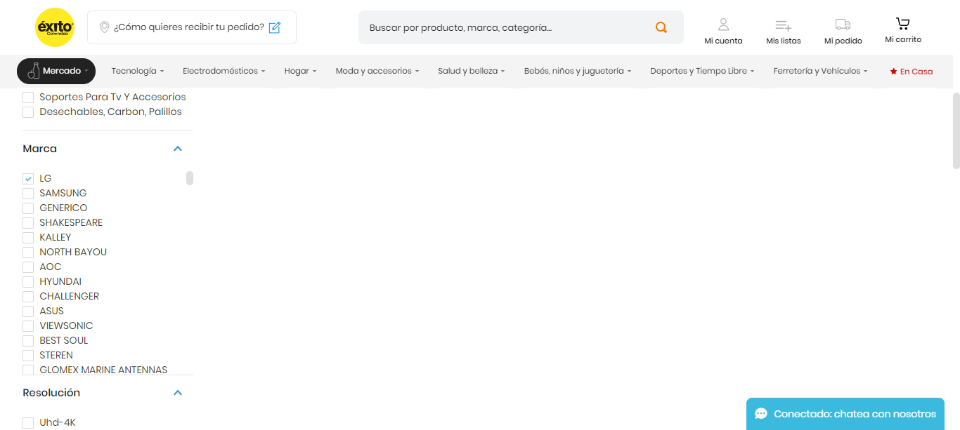 éxito
Colombia
¿Cómo quieres recibir tu pedido?
Buscar por producto, marca, categoria...
Mi cuenta
Mis listas
Mi pedido
Mi carrito
Mercado
Tecnología
Electrodomésticos
Hogar
Moda y accesorios
Salud y belleza
Bebés, niños y juguetería
Deportes y Tiempo Libre
Ferretería y Vehículos
En Casa
Soportes Para Tv Y Accesorios
Desechables, Carbon, Palillos
Marca
LG
SAMSUNG
GENERICO
SHAKESPEARE
KALLEY
NORTH BAYOU
AOC
HYUNDAI
CHALLENGER
ASUS
VIEWSONIC
BEST SOUL
STEREN
GLOMEX MARINE ANTENNAS
Resolución
Uhd-4K
Conectado: chatea con nosotros